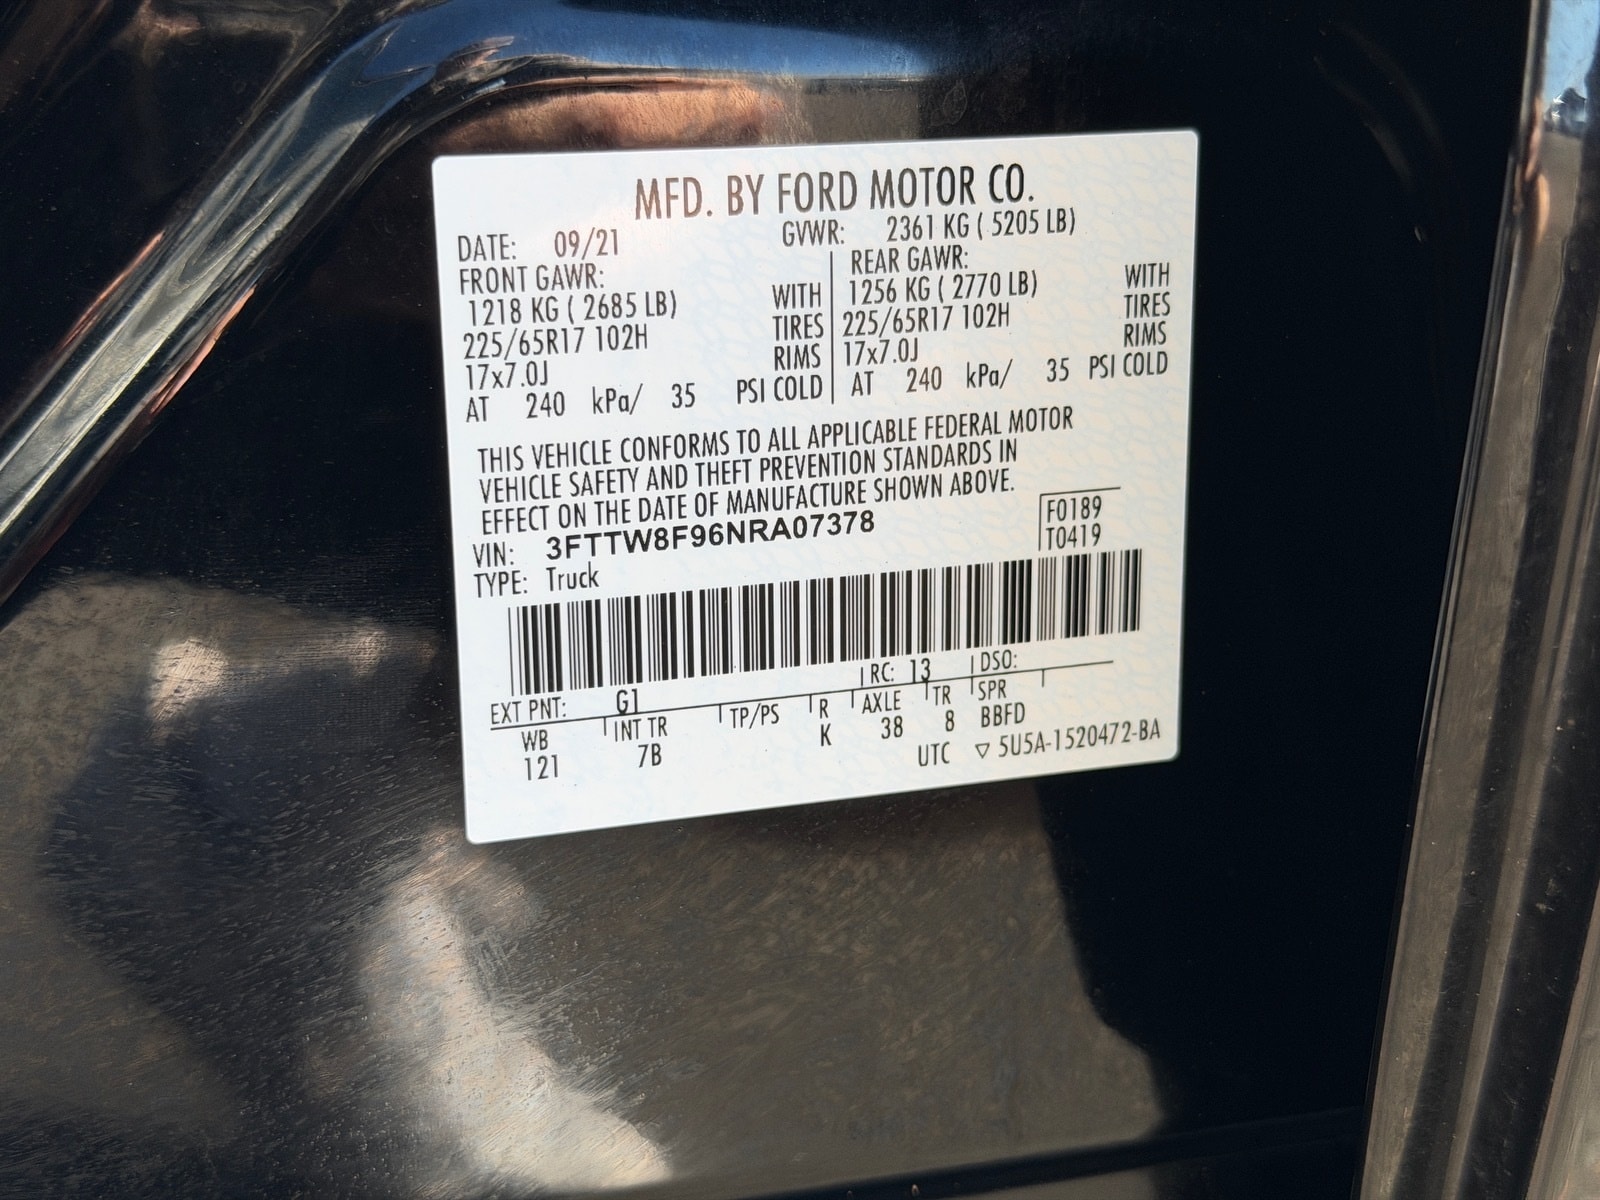 MFD. BY FORD MOTOR CO.
DATE: 09/21 GVWR: 2361 KG ( 5205 LB)
FRONT GAWR: REAR GAWR:
1218 KG ( 2685 LB) WITH 1256 KG ( 2770 LB) WITH
225/65R17 102H TIRES 225/65R17 102H TIRES
17x7.0J RIMS 17x7.0J RIMS
AT 240 kPa/ 35 PSI COLD AT 240 kPa/ 35 PSI COLD
THIS VEHICLE CONFORMS TO ALL APPLICABLE FEDERAL MOTOR
VEHICLE SAFETY AND THEFT PREVENTION STANDARDS IN
EFFECT ON THE DATE OF MANUFACTURE SHOWN ABOVE.
VIN: 3FTTW8F96NRA07378 F0189
TYPE: Truck T0419
EXT PNT: G1 RC: 13 DSO:
WB INT TR TP/PS R AXLE TR SPR
121 7B K 38 8 BBFD
UTC ▽ 5U5A-1520472-BA